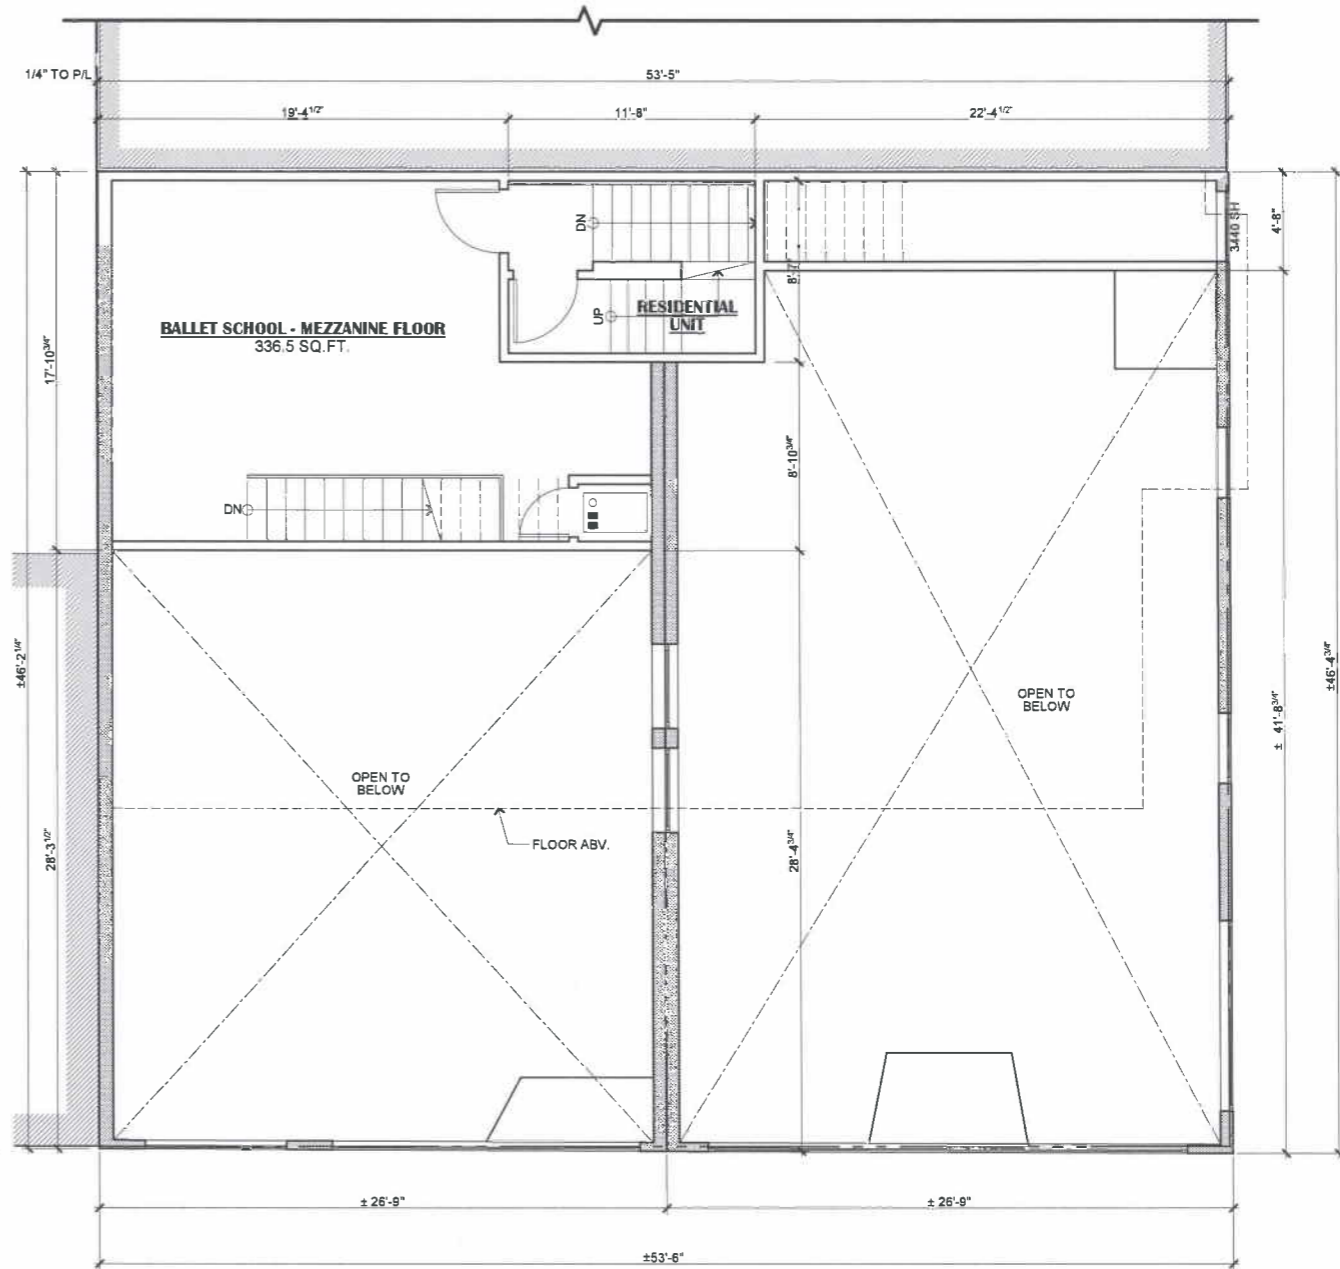 1/4" TO P/L
53'-5"
19'-4 1/2"
11'-8"
22'-4 1/2"
DN
3440 SH
4'-8"
8'-7"
UP
RESIDENTIAL
UNIT
BALLET SCHOOL - MEZZANINE FLOOR
336.5 SQ.FT.
17'-10 3/4"
8'-10 3/4"
DN
±46'-2 1/4"
±46'-4 3/4"
OPEN TO
BELOW
± 41'-8 3/4"
OPEN TO
BELOW
FLOOR ABV.
28'-3 1/2"
28'-4 3/4"
± 26'-9"
± 26'-9"
±53'-6"